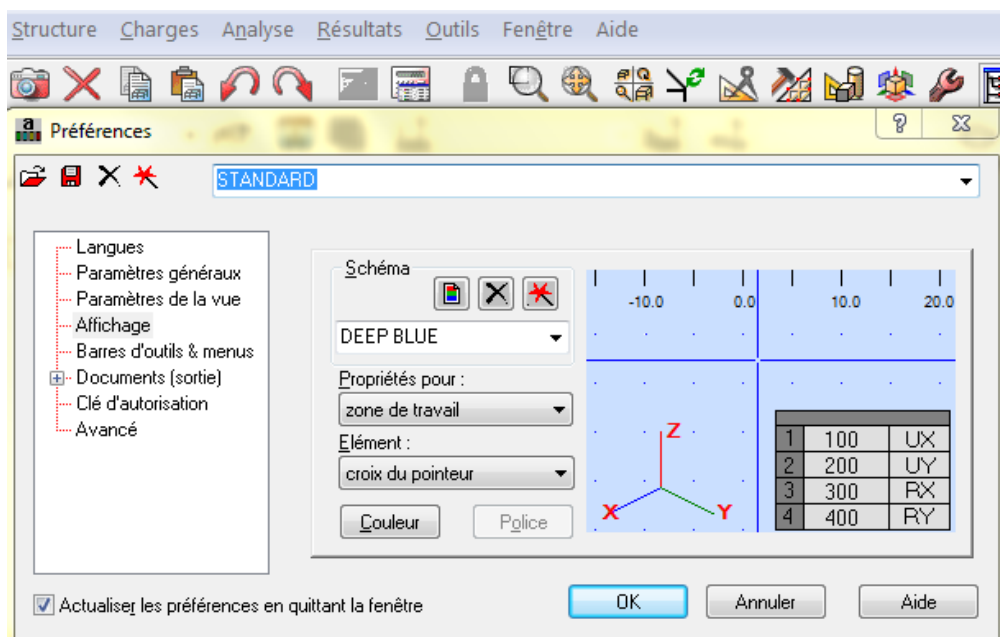 Structure Charges Analyse Résultats Outils Fenêtre Aide
Préférences
STANDARD
Langues
Paramètres généraux
Paramètres de la vue
Affichage
Barres d'outils & menus
Documents (sortie)
Clé d'autorisation
Avancé
Schéma
DEEP BLUE
Propriétés pour :
zone de travail
Elément :
croix du pointeur
Couleur Police
-10.0 0.0 10.0 20.0
Z
X Y
1 100 UX
2 200 UY
3 300 RX
4 400 RY
Actualiser les préférences en quittant la fenêtre
OK Annuler Aide